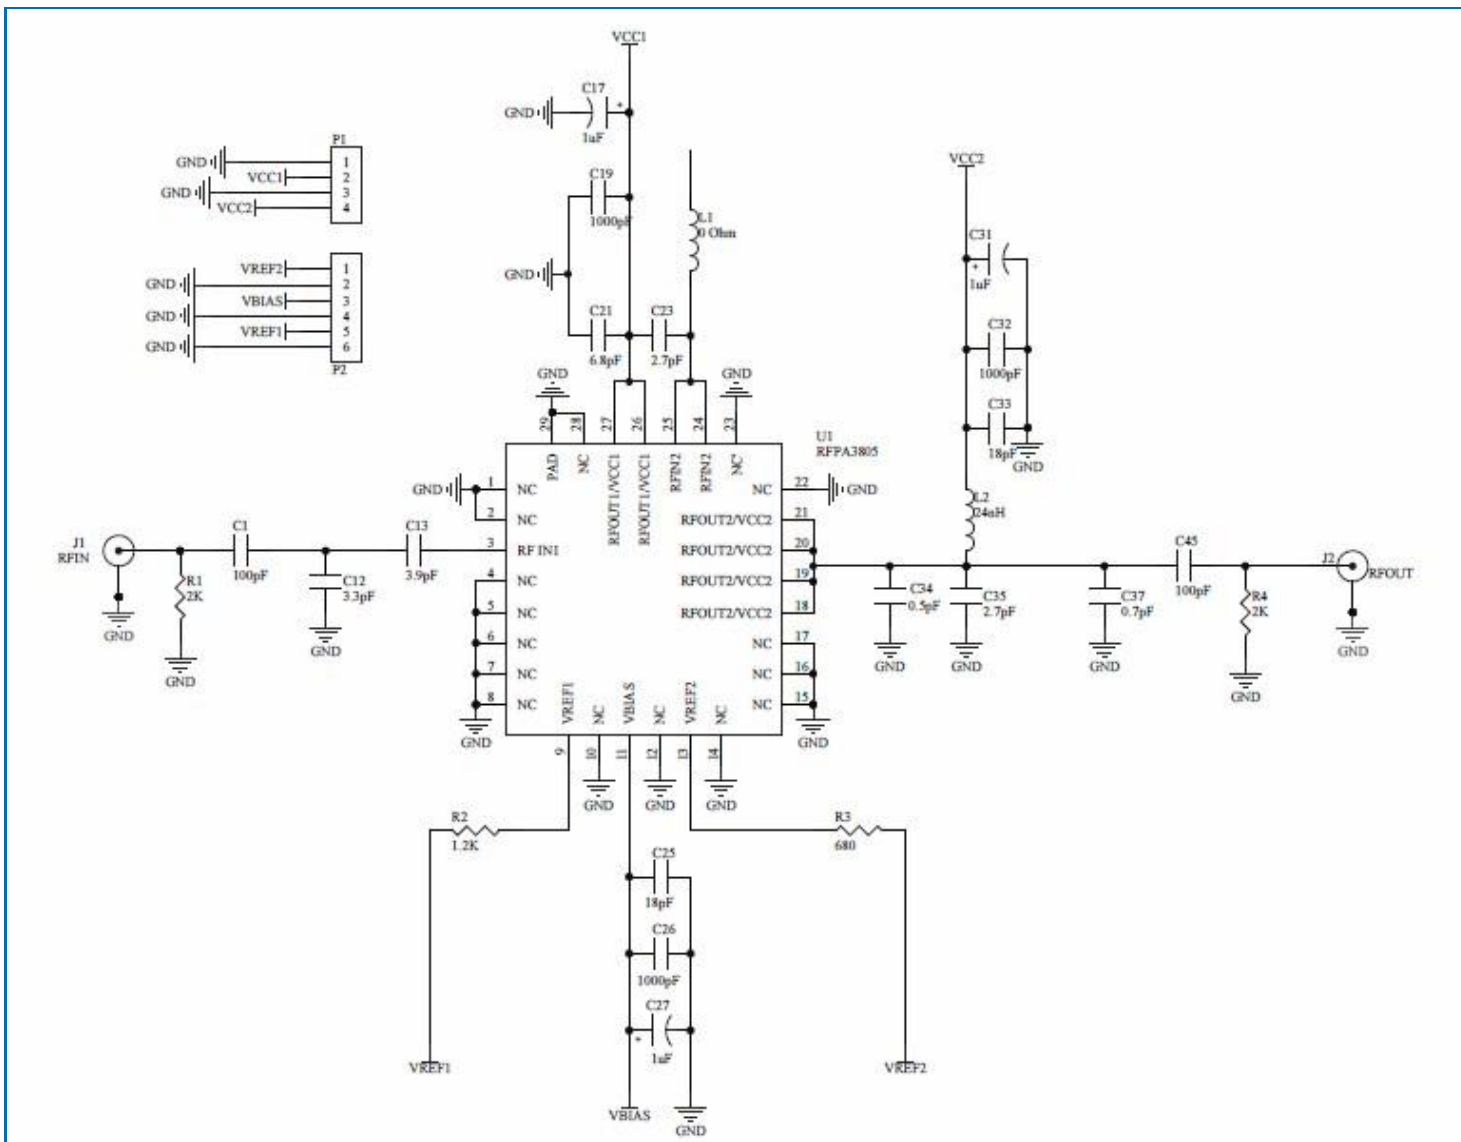 VCC1
C17
GND
+
1uF
P1
GND
1
VCC1
2
GND
3
VCC2
4
C19
1000pF
L1
0 Ohm
VCC2
C31
+
1uF
VREF2
1
GND
2
VBIAS
3
GND
4
VREF1
5
GND
6
P2
GND
C21
6.8pF
C23
2.7pF
C32
1000pF
C33
18pF
GND
GND
GND
29
28
27
26
25
24
23
U1
RFPA3805
PAD
NC
RFOUT1/VCC1
RFOUT1/VCC1
RFIN2
RFIN2
NC
GND
1
NC
NC
22
GND
2
NC
RFOUT2/VCC2
21
L2
24nH
J1
RFIN
C1
100pF
C13
3.9pF
3
RF IN1
RFOUT2/VCC2
20
C45
100pF
J2
RFOUT
R1
2K
C12
3.3pF
4
NC
RFOUT2/VCC2
19
C34
0.5pF
C35
2.7pF
C37
0.7pF
R4
2K
5
NC
RFOUT2/VCC2
18
GND
GND
GND
6
NC
NC
17
GND
GND
GND
GND
GND
7
NC
NC
16
GND
8
NC
NC
15
GND
VREF1
NC
VBIAS
NC
VREF2
NC
GND
9
10
11
12
13
14
GND
GND
GND
R2
1.2K
R3
680
C25
18pF
C26
1000pF
C27
+
1uF
VREF1
VREF2
VBIAS
GND